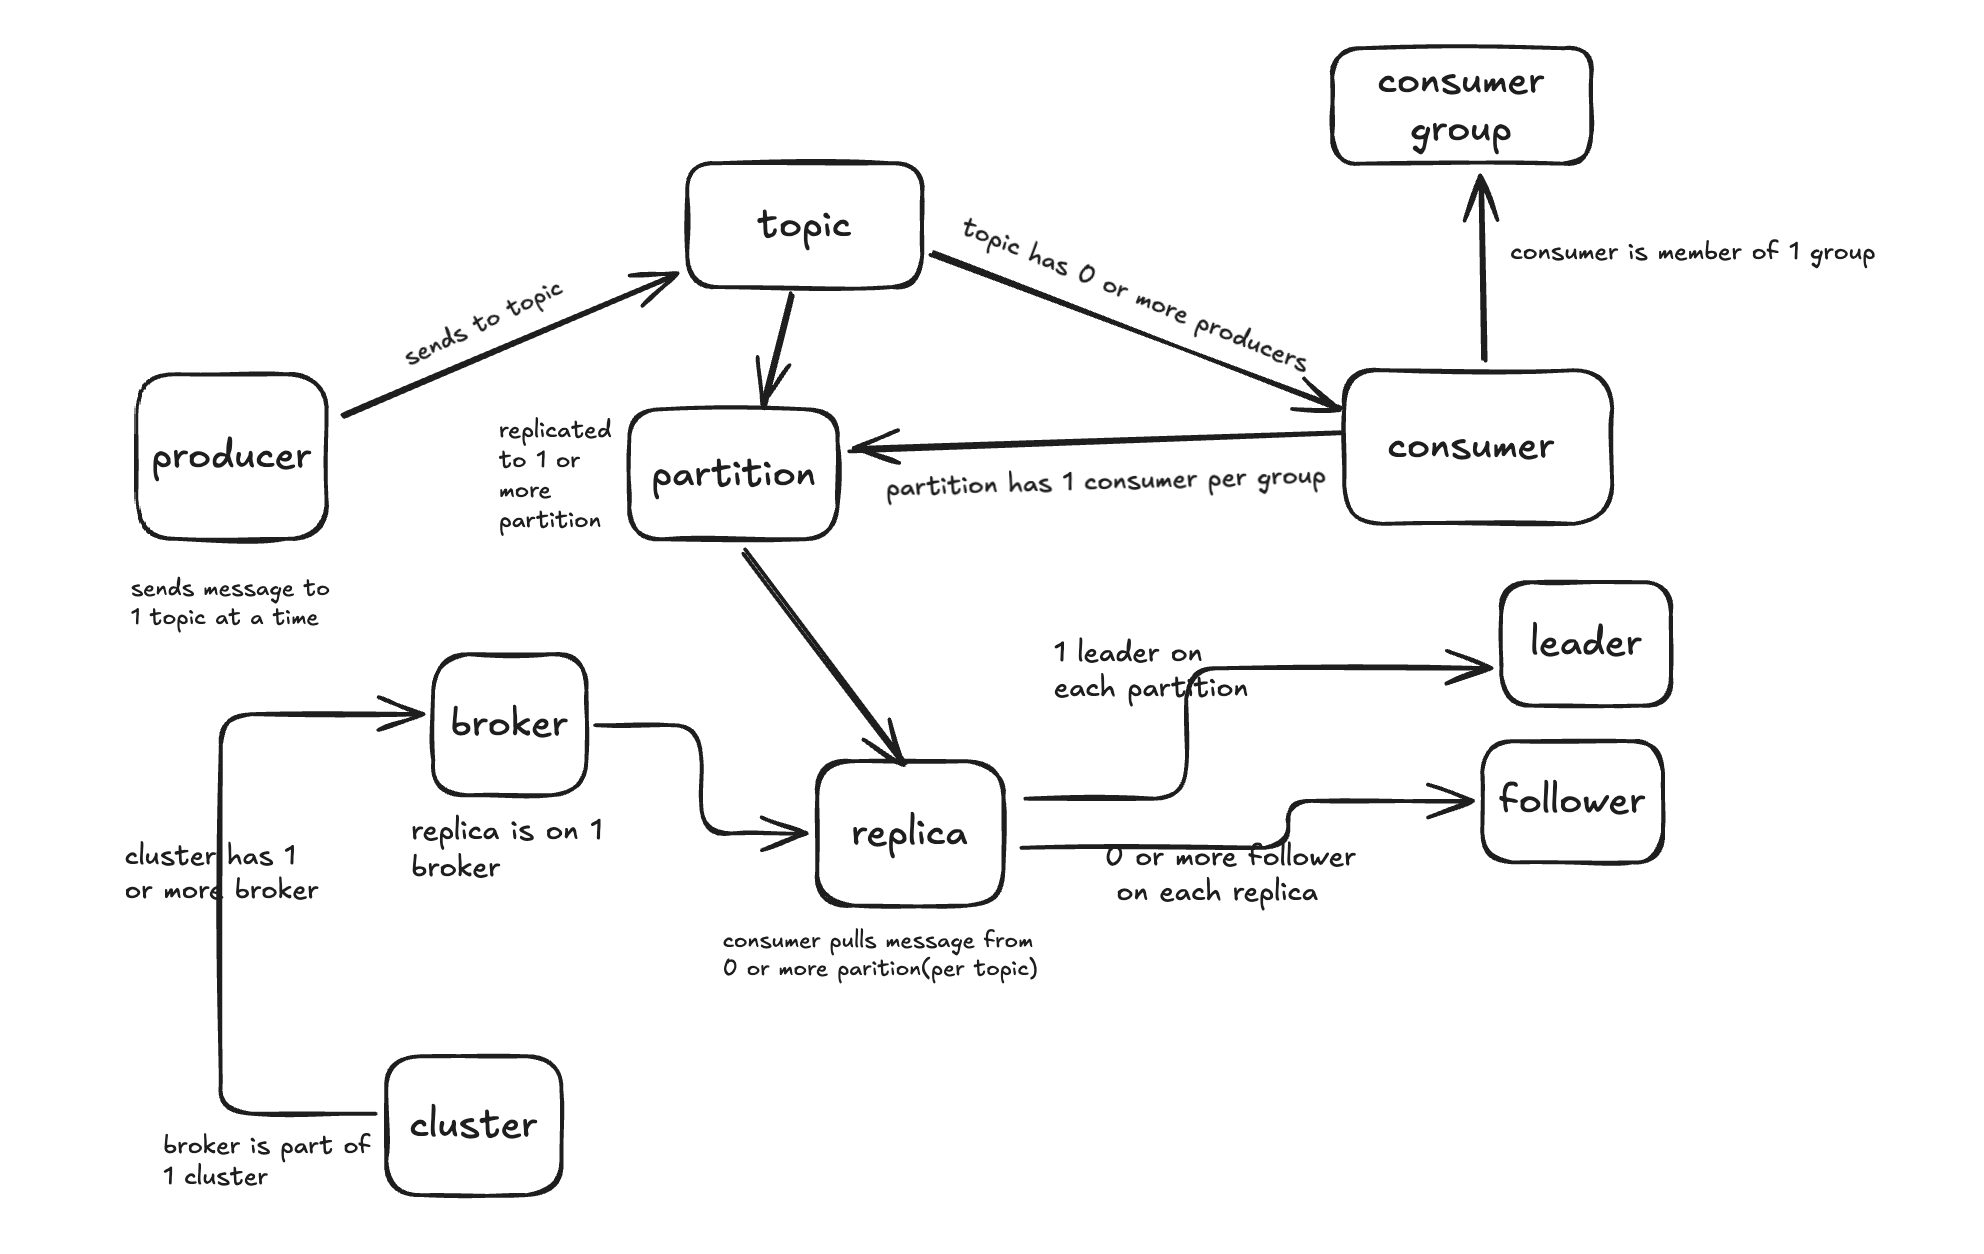 consumer
group
topic
topic has 0 or more producers
consumer is member of 1 group
sends to topic
producer
replicated
to 1 or
more
partition
partition
consumer
partition has 1 consumer per group
sends message to
1 topic at a time
leader
1 leader on
each partition
broker
follower
replica is on 1
broker
replica
0 or more follower
on each replica
cluster has 1
or more broker
consumer pulls message from
0 or more parition(per topic)
cluster
broker is part of
1 cluster